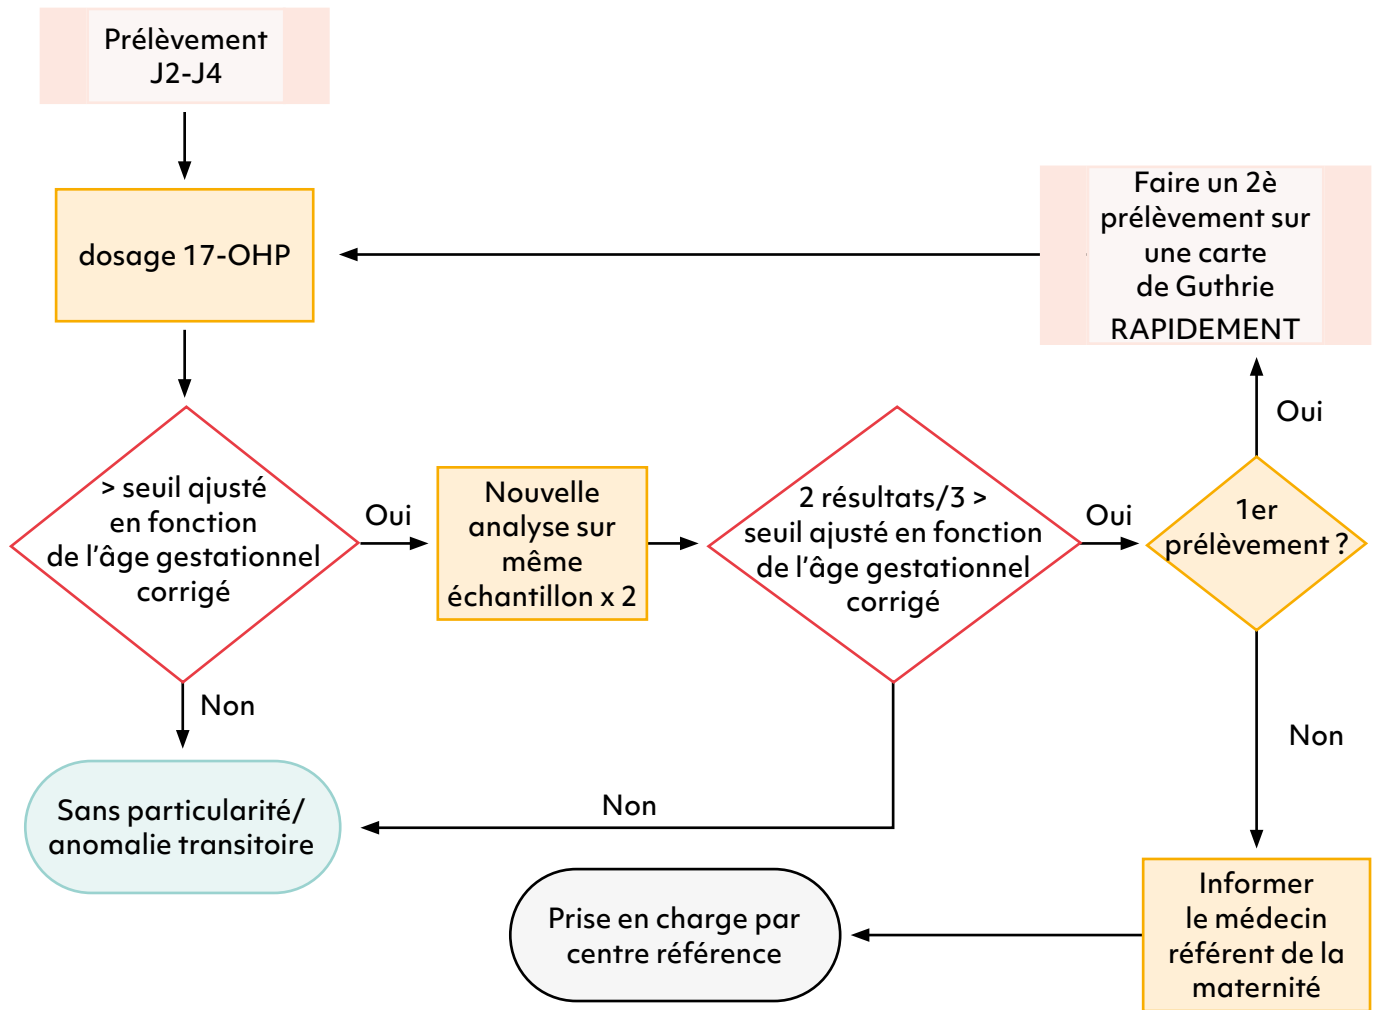 Prélèvement
J2-J4
dosage 17-OHP
Faire un 2è
prélèvement sur
une carte
de Guthrie
RAPIDEMENT
Oui
> seuil ajusté
en fonction
de l'âge gestationnel
corrigé
Oui
Nouvelle
analyse sur
même
échantillon x 2
2 résultats/3 >
seuil ajusté en fonction
de l'âge gestationnel
corrigé
Oui
1er
prélèvement ?
Non
Non
Sans particularité/
anomalie transitoire
Non
Prise en charge par
centre référence
Informer
le médecin
référent de la
maternité